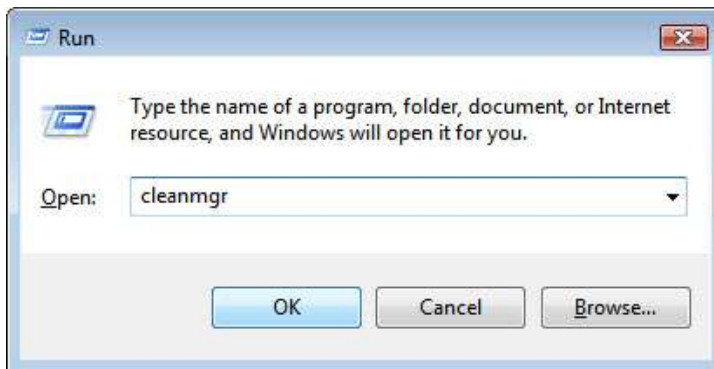 Run
Type the name of a program, folder, document, or Internet
resource, and Windows will open it for you.
Open: cleanmgr
OK Cancel Browse...